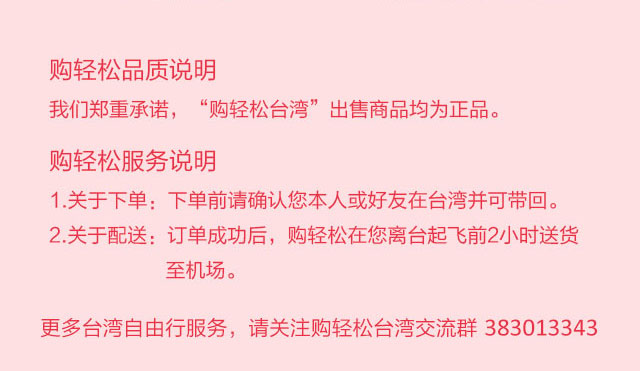 购轻松品质说明
我们郑重承诺，“购轻松台湾”出售商品均为正品。
购轻松服务说明
1.关于下单：下单前请确认您本人或好友在台湾并可带回。
2.关于配送：订单成功后，购轻松在您离台起飞前2小时送货
至机场。
更多台湾自由行服务，请关注购轻松台湾交流群 383013343